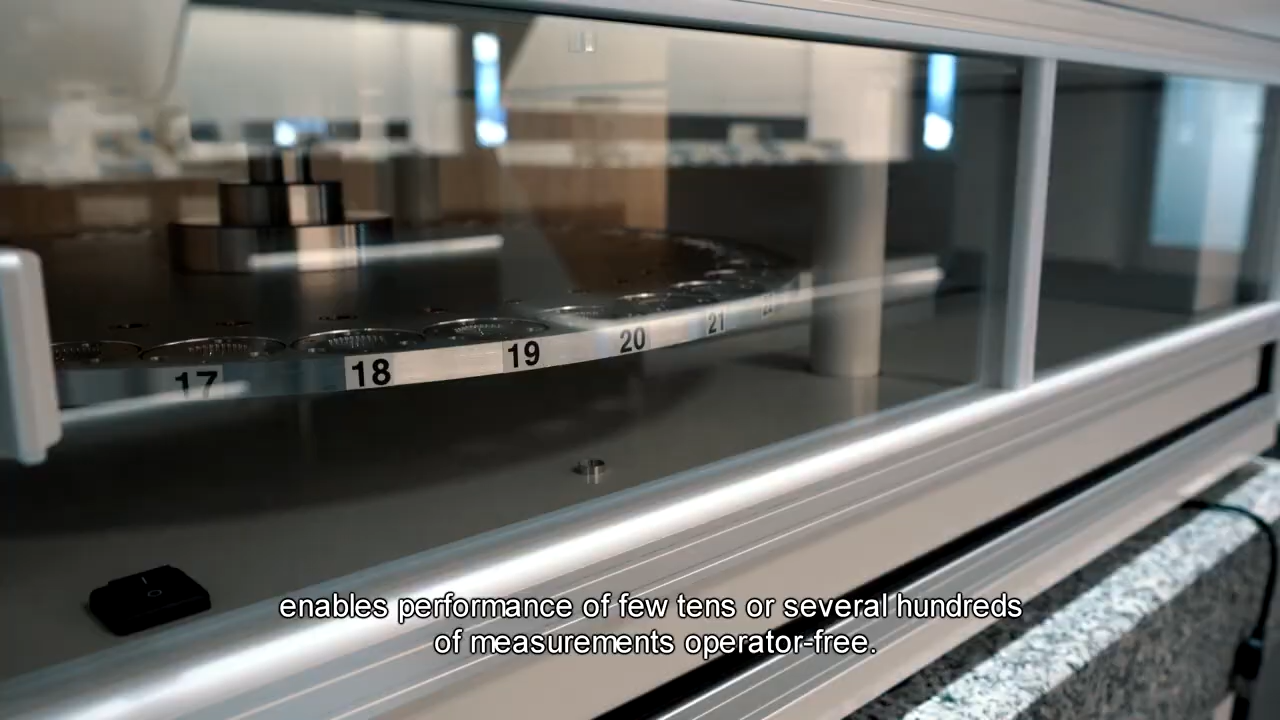 17
18
19
20
21
enables performance of few tens or several hundreds
of measurements operator-free.